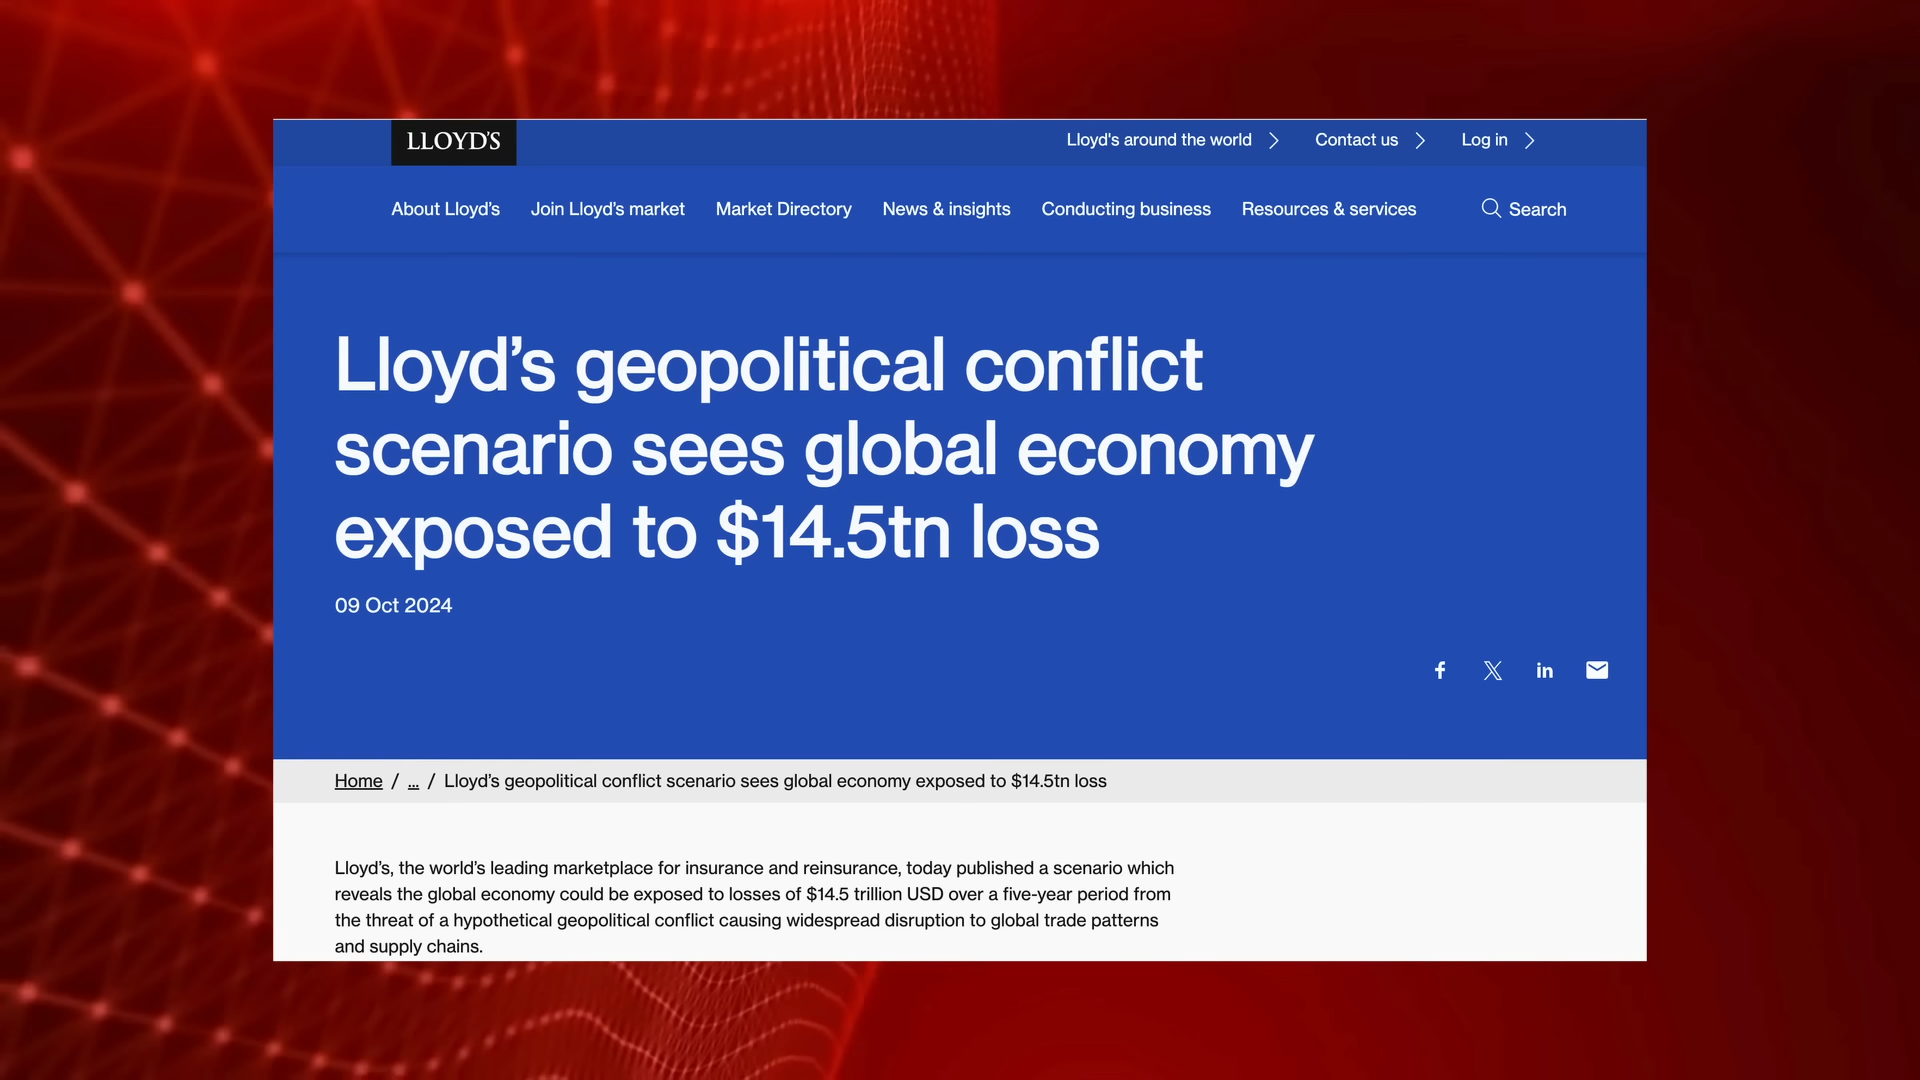 LLOYD'S
Lloyd's around the world
Contact us
Log in
About Lloyd's
Join Lloyd's market
Market Directory
News & insights
Conducting business
Resources & services
Search
Lloyd’s geopolitical conflict
scenario sees global economy
exposed to $14.5tn loss
09 Oct 2024
Home / ... / Lloyd’s geopolitical conflict scenario sees global economy exposed to $14.5tn loss
Lloyd’s, the world’s leading marketplace for insurance and reinsurance, today published a scenario which
reveals the global economy could be exposed to losses of $14.5 trillion USD over a five-year period from
the threat of a hypothetical geopolitical conflict causing widespread disruption to global trade patterns
and supply chains.